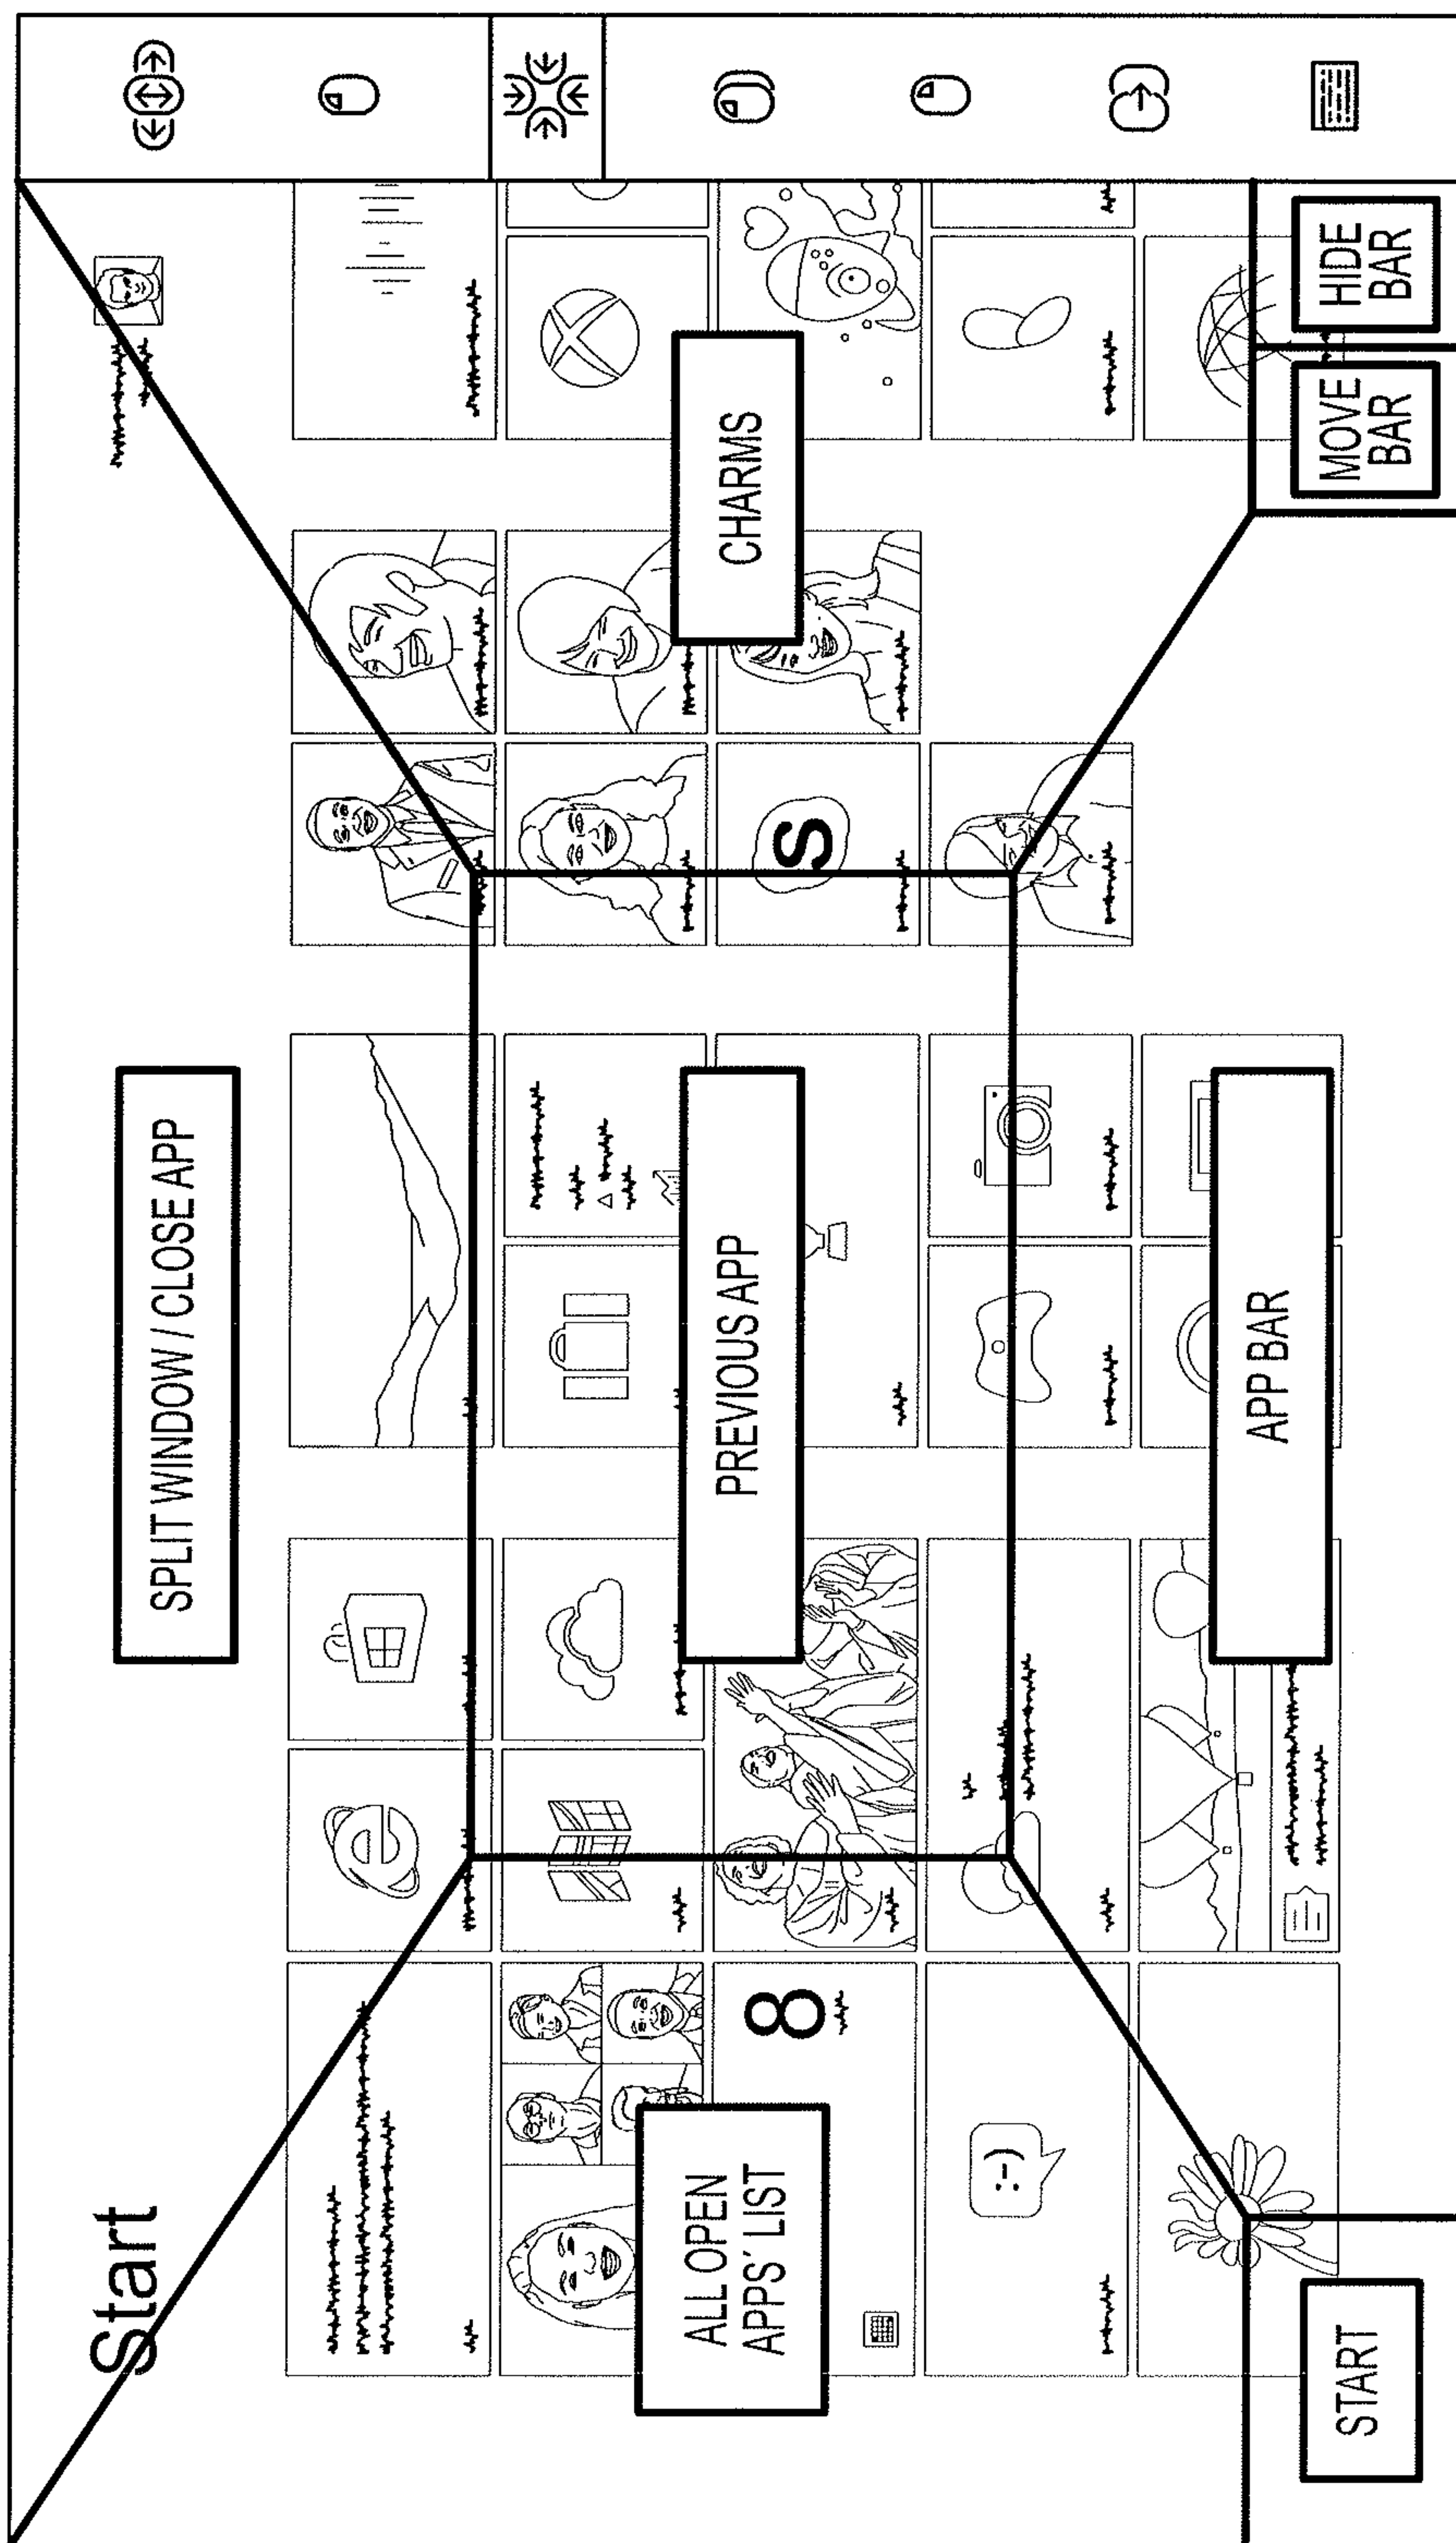 Start
SPLIT WINDOW / CLOSE APP
ALL OPEN
APPS' LIST
PREVIOUS APP
CHARMS
8
S
e
:-)
START
APP BAR
MOVE
BAR
HIDE
BAR